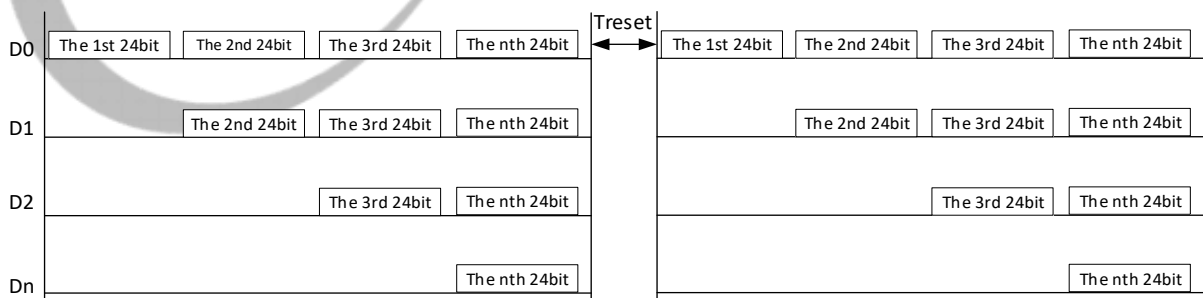 Treset
D0 The 1st 24bit The 2nd 24bit The 3rd 24bit The nth 24bit The 1st 24bit The 2nd 24bit The 3rd 24bit The nth 24bit
D1 The 2nd 24bit The 3rd 24bit The nth 24bit The 2nd 24bit The 3rd 24bit The nth 24bit
D2 The 3rd 24bit The nth 24bit The 3rd 24bit The nth 24bit
Dn The nth 24bit The nth 24bit